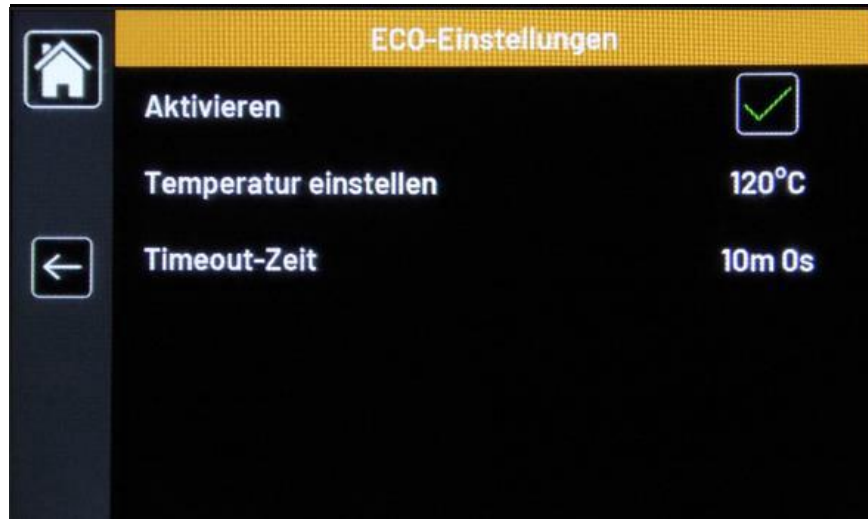 ECO-Einstellungen
Aktivieren
Temperatur einstellen 120°C
Timeout-Zeit 10m 0s